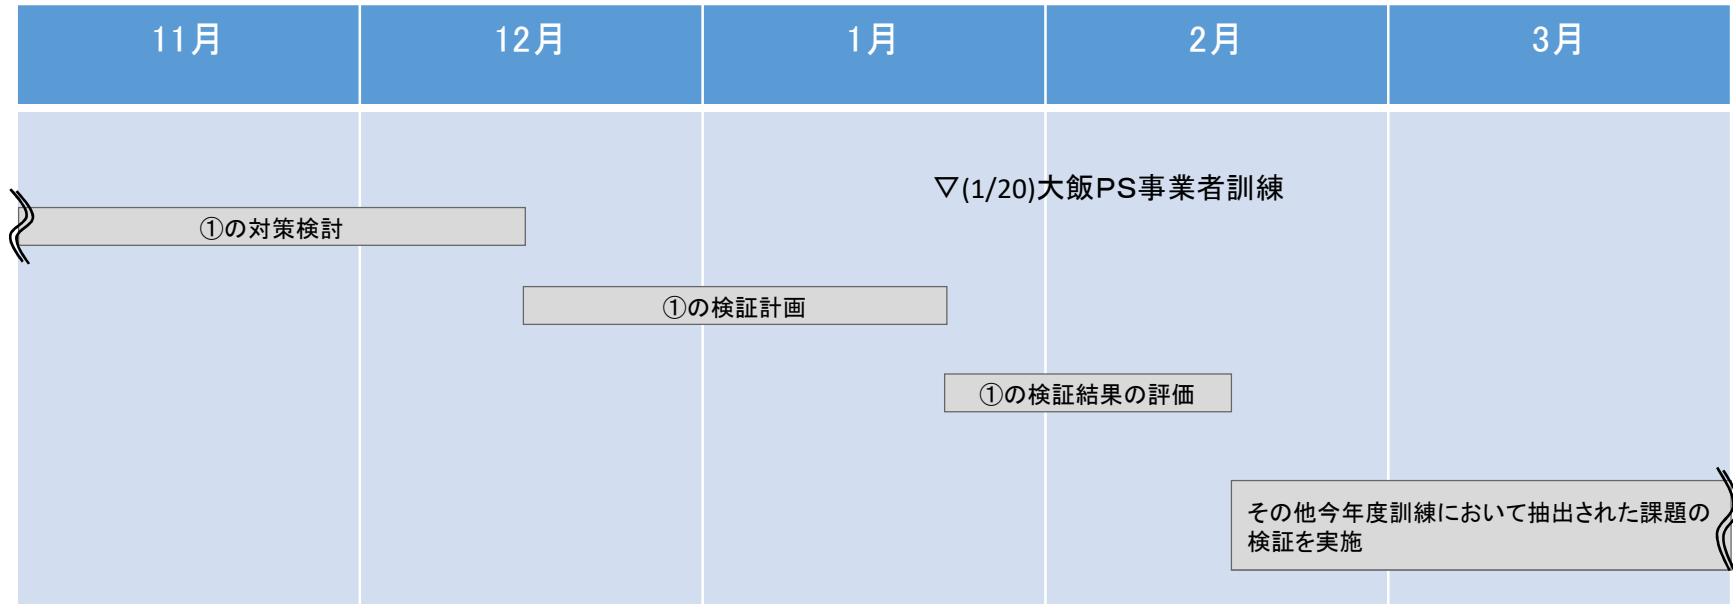 11月
12月
1月
2月
3月
▽(1/20)大飯PS事業者訓練
①の対策検討
①の検証計画
①の検証結果の評価
その他今年度訓練において抽出された課題の
検証を実施